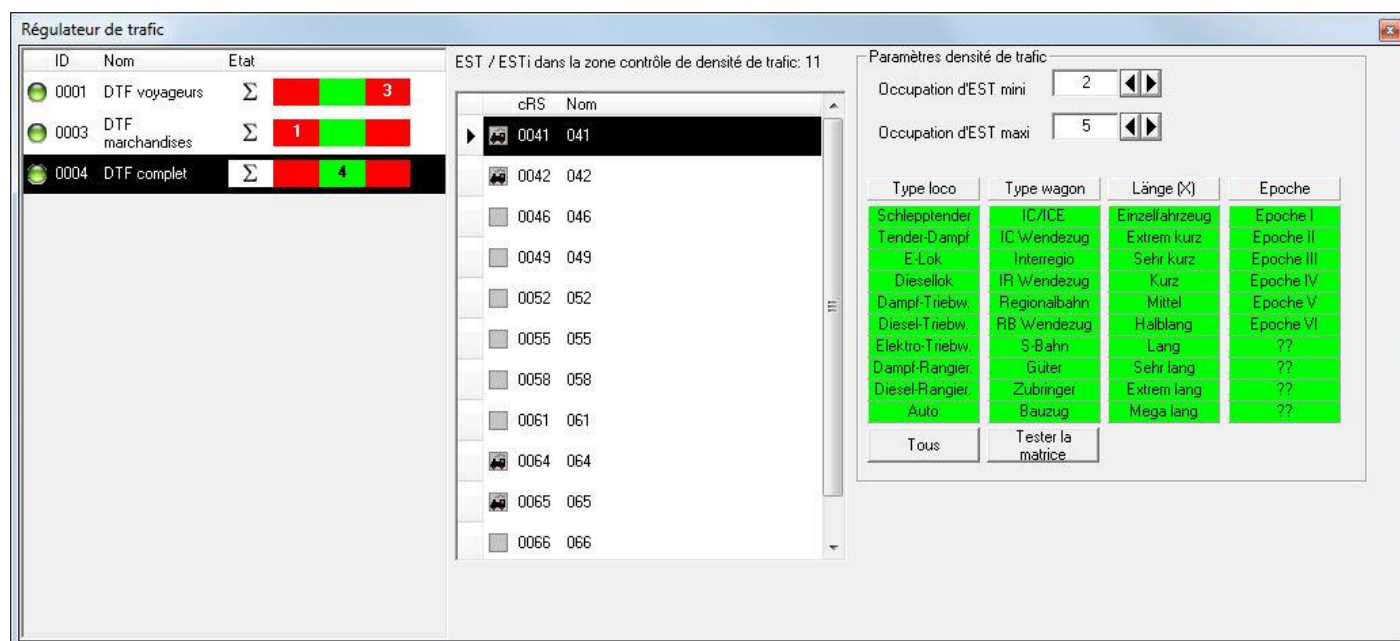 Régulateur de trafic
ID Nom Etat
0001 DTF voyageurs Σ 3
0003 DTF marchandises Σ 1
0004 DTF complet Σ 4
EST / ESTi dans la zone contrôle de densité de trafic: 11
cRS Nom
0041 041
0042 042
0046 046
0049 049
0052 052
0055 055
0058 058
0061 061
0064 064
0065 065
0066 066
Paramètres densité de trafic
Occupation d'EST mini 2
Occupation d'EST maxi 5
Type loco Type wagon Länge (X) Epoche
Schlepptender IC/ICE Einzelfahrzeug Epoche I
Tender-Dampf IC Wendezug Extrem kurz Epoche II
E-Lok Interregio Sehr kurz Epoche III
Diesellok IR Wendezug Kurz Epoche IV
Dampf-Triebw. Regionalbahn Mittel Epoche V
Diesel-Triebw. RB Wendezug Halblang Epoche VI
Elektro-Triebw. S-Bahn Lang ??
Dampf-Rangier. Güter Sehr lang ??
Diesel-Rangier. Zubringer Extrem lang ??
Auto Bauzug Mega lang ??
Tous Tester la matrice